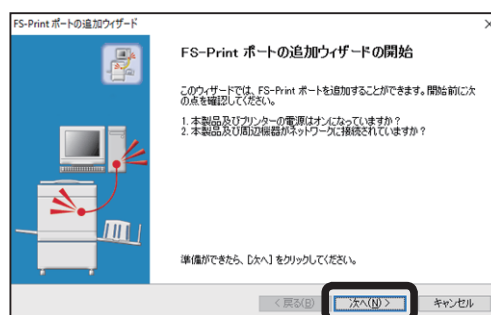 FS-Print ポートの追加ウィザード
FS-Print ポートの追加ウィザードの開始
このウィザードでは、FS-Print ポートを追加することができます。開始前に次
の点を確認してください。
1. 本製品及びプリンターの電源はオンになっていますか？
2. 本製品及び周辺機器がネットワークに接続されていますか？
準備ができたら、[次へ] をクリックしてください。
< 戻る(B)
次へ(N) >
キャンセル